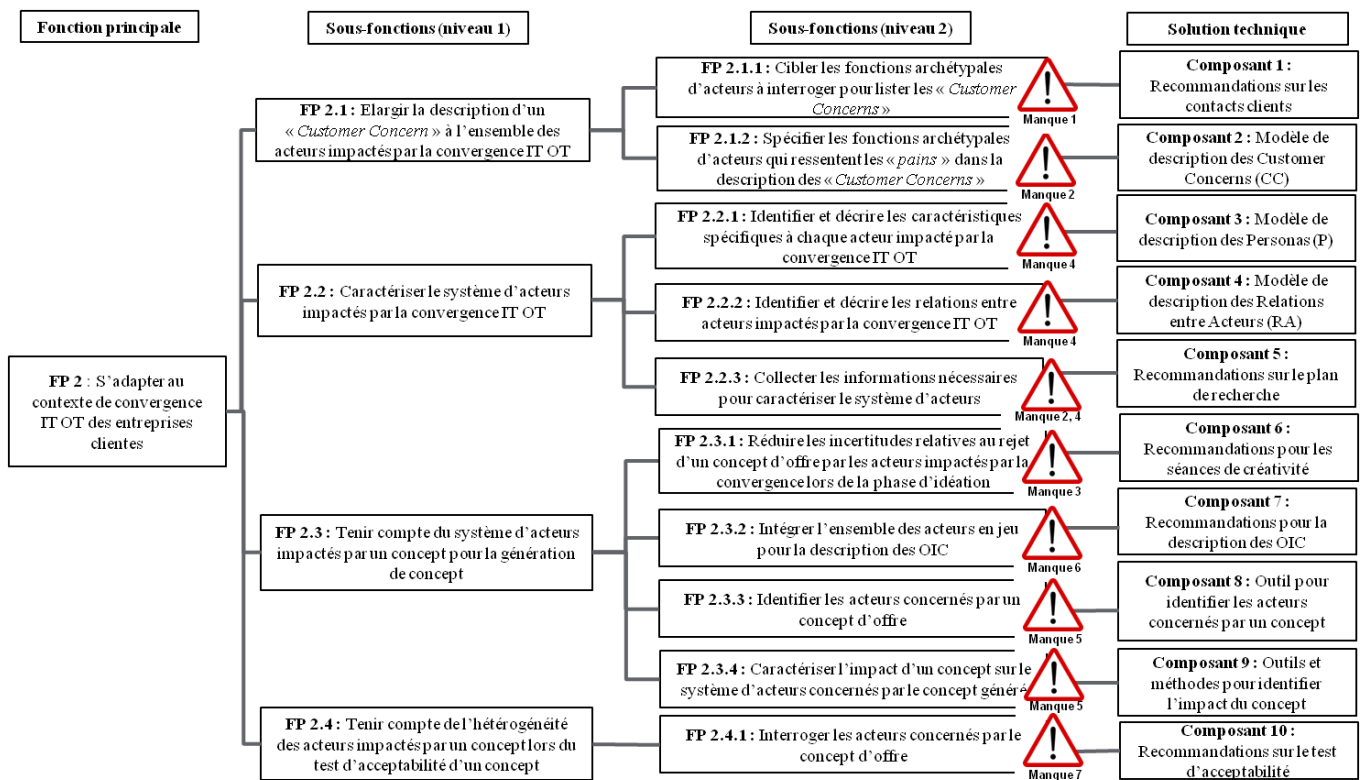 Fonction principale
Sous-fonctions (niveau 1)
Sous-fonctions (niveau 2)
Solution technique
FP 2 : S'adapter au
contexte de convergence
IT OT des entreprises
clientes
FP 2.1 : Elargir la description d'un
« Customer Concern » à l'ensemble des
acteurs impactés par la convergence IT OT
FP 2.1.1 : Cibler les fonctions archétypales
d'acteurs à interroger pour lister les « Customer
Concerns »
Manque 1
Composant 1 :
Recommandations sur les
contacts clients
FP 2.1.2 : Spécifier les fonctions archétypales
d'acteurs qui ressentent les « pains » dans la
description des « Customer Concerns »
Manque 2
Composant 2 : Modèle
de description des Customer
Concerns (CC)
FP 2.2 : Caractériser le système d'acteurs
impactés par la convergence IT OT
FP 2.2.1 : Identifier et décrire les caractéristiques
spécifiques à chaque acteur impacté par la
convergence IT OT
Manque 4
Composant 3 : Modèle de
description des Personas (P)
FP 2.2.2 : Identifier et décrire les relations entre
acteurs impactés par la convergence IT OT
Manque 4
Composant 4 : Modèle de
description des Relations
entre Acteurs (RA)
FP 2.2.3 : Collecter les informations nécessaires
pour caractériser le système d'acteurs
Manque 2, 4
Composant 5 :
Recommandations sur le plan
de recherche
FP 2.3 : Tenir compte du système d'acteurs
impactés par un concept pour la génération
de concept
FP 2.3.1 : Réduire les incertitudes relatives au rejet
d'un concept d'offre par les acteurs impactés par la
convergence lors de la phase d'idéation
Manque 3
Composant 6 :
Recommandations pour les
séances de créativité
FP 2.3.2 : Intégrer l'ensemble des acteurs en jeu
pour la description des OIC
Manque 6
Composant 7 :
Recommandations pour la
description des OIC
FP 2.3.3 : Identifier les acteurs concernés par un
concept d'offre
Manque 5
Composant 8 : Outil pour
identifier les acteurs
concernés par un concept
FP 2.3.4 : Caractériser l'impact d'un concept sur le
système d'acteurs concernés par le concept généré
Manque 5
Composant 9 : Outils et
méthodes pour identifier
l'impact du concept
FP 2.4 : Tenir compte de l'hétérogénéité
des acteurs impactés par un concept lors du
test d'acceptabilité d'un concept
FP 2.4.1 : Interroger les acteurs concernés par le
concept d'offre
Manque 7
Composant 10 :
Recommandations sur le test
d'acceptabilité